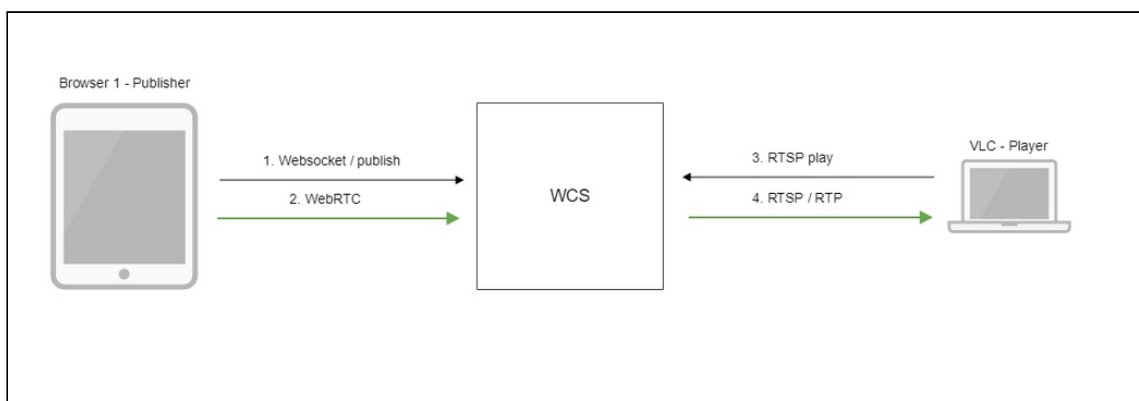 Browser 1 - Publisher
1. Websocket / publish
2. WebRTC
WCS
3. RTSP play
4. RTSP / RTP
VLC - Player